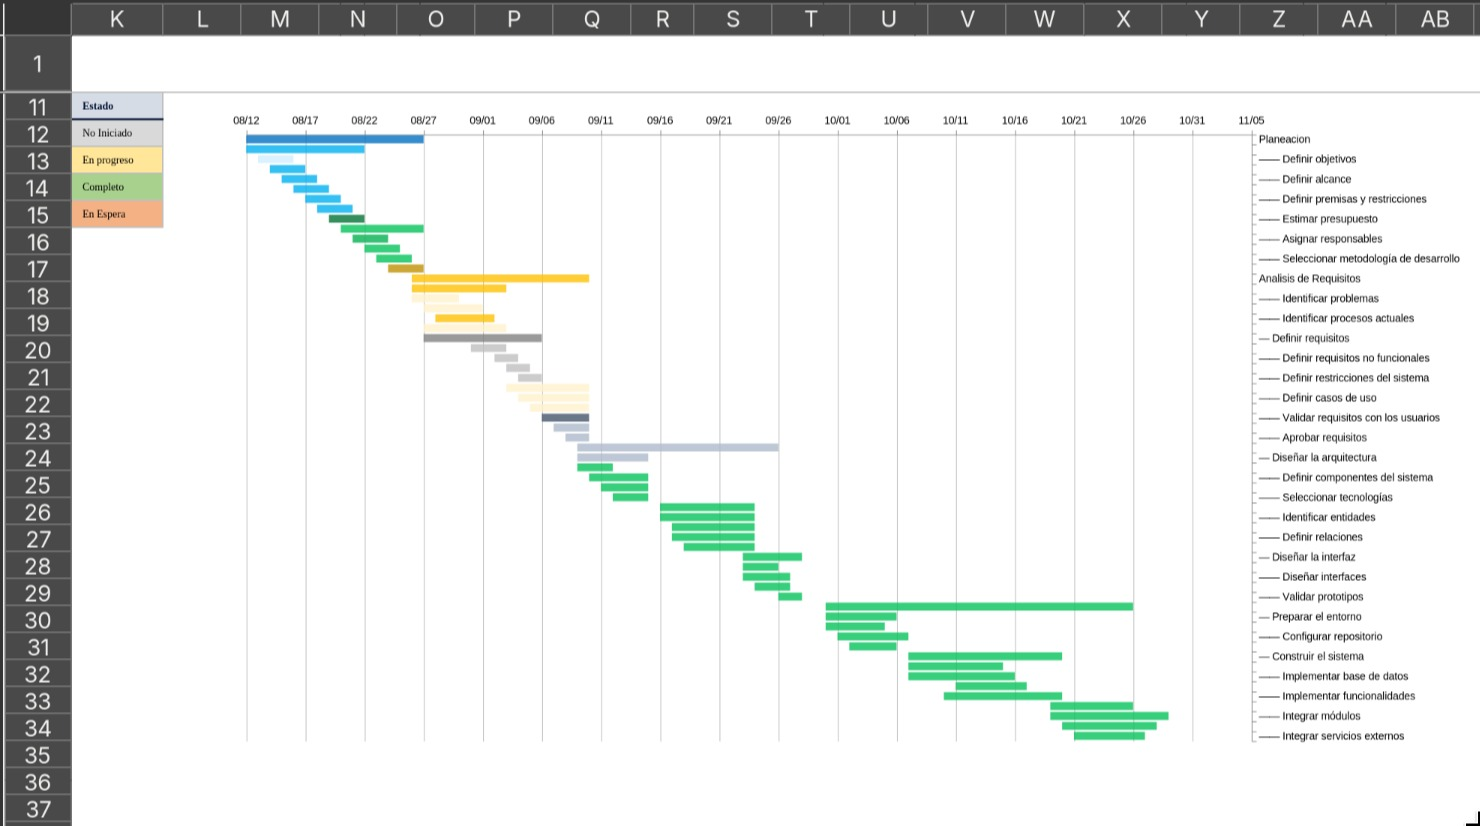 K L M N O P Q R S T U V W X Y Z AA AB
1
11
12
13
14
15
16
17
18
19
20
21
22
23
24
25
26
27
28
29
30
31
32
33
34
35
36
37
Estado
No Iniciado
En progreso
Completo
En Espera
08/12 08/17 08/22 08/27 09/01 09/06 09/11 09/16 09/21 09/26 10/01 10/06 10/11 10/16 10/21 10/26 10/31 11/05
Planeacion
Definir objetivos
Definir alcance
Definir premisas y restricciones
Estimar presupuesto
Asignar responsables
Seleccionar metodología de desarrollo
Analisis de Requisitos
Identificar problemas
Identificar procesos actuales
Definir requisitos
Definir requisitos no funcionales
Definir restricciones del sistema
Definir casos de uso
Validar requisitos con los usuarios
Aprobar requisitos
Diseñar la arquitectura
Definir componentes del sistema
Seleccionar tecnologías
Identificar entidades
Definir relaciones
Diseñar la interfaz
Diseñar interfaces
Validar prototipos
Preparar el entorno
Configurar repositorio
Construir el sistema
Implementar base de datos
Implementar funcionalidades
Integrar módulos
Integrar servicios externos